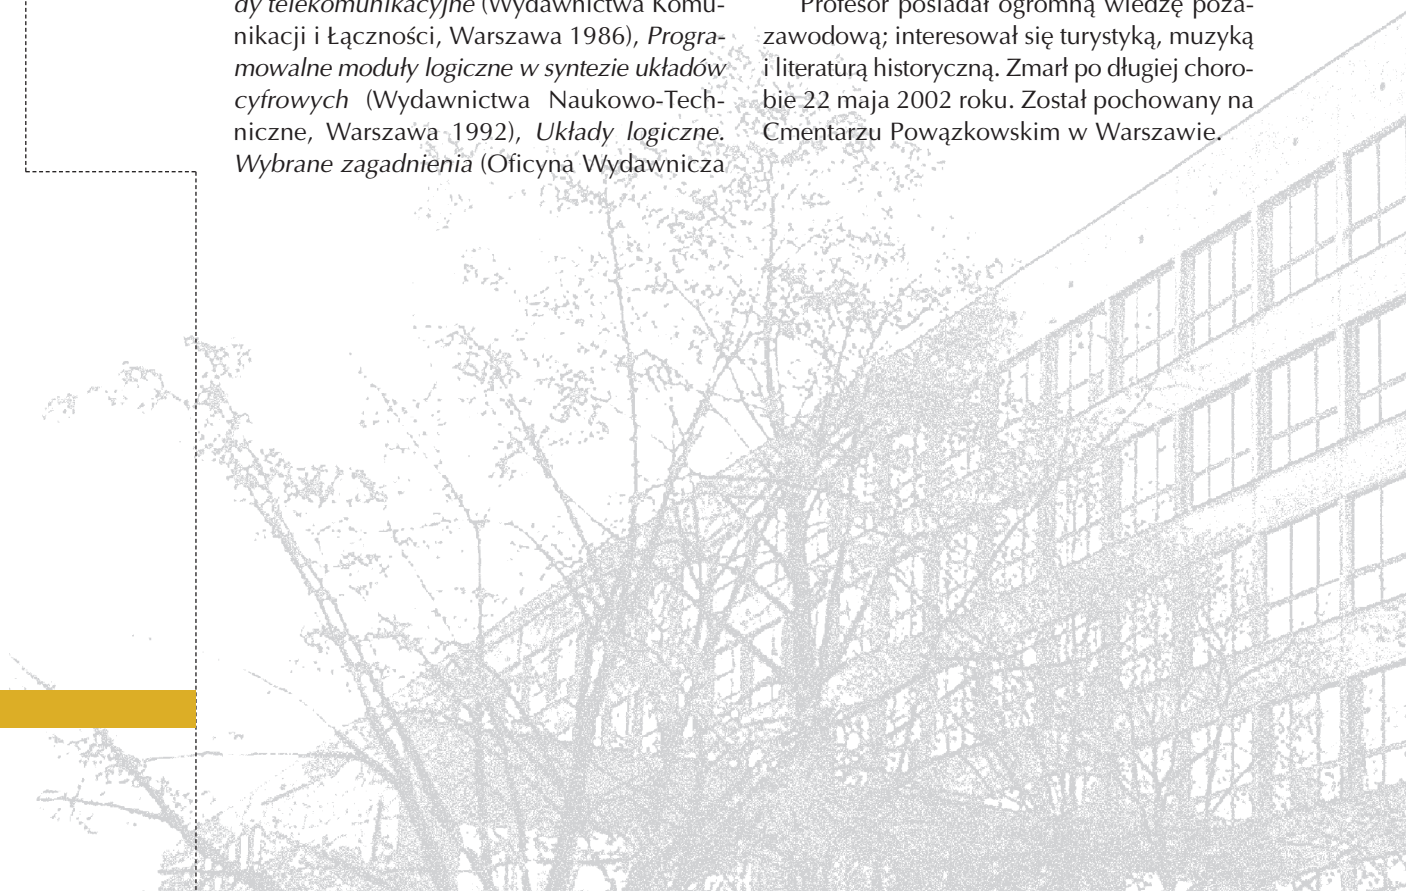 dy telekomunikacyjne (Wydawnictwa Komu-
nikacji i Łączności, Warszawa 1986), Progra-
mowalne moduły logiczne w syntezie układów
cyfrowych (Wydawnictwa Naukowo-Tech-
niczne, Warszawa 1992), Układy logiczne.
Wybrane zagadnienia (Oficyna Wydawnicza
Profesor posiadał ogromną wiedzę poza-
zawodową; interesował się turystyką, muzyką
i literaturą historyczną. Zmarł po długiej choro-
bie 22 maja 2002 roku. Został pochowany na
Cmentarzu Powązkowskim w Warszawie.